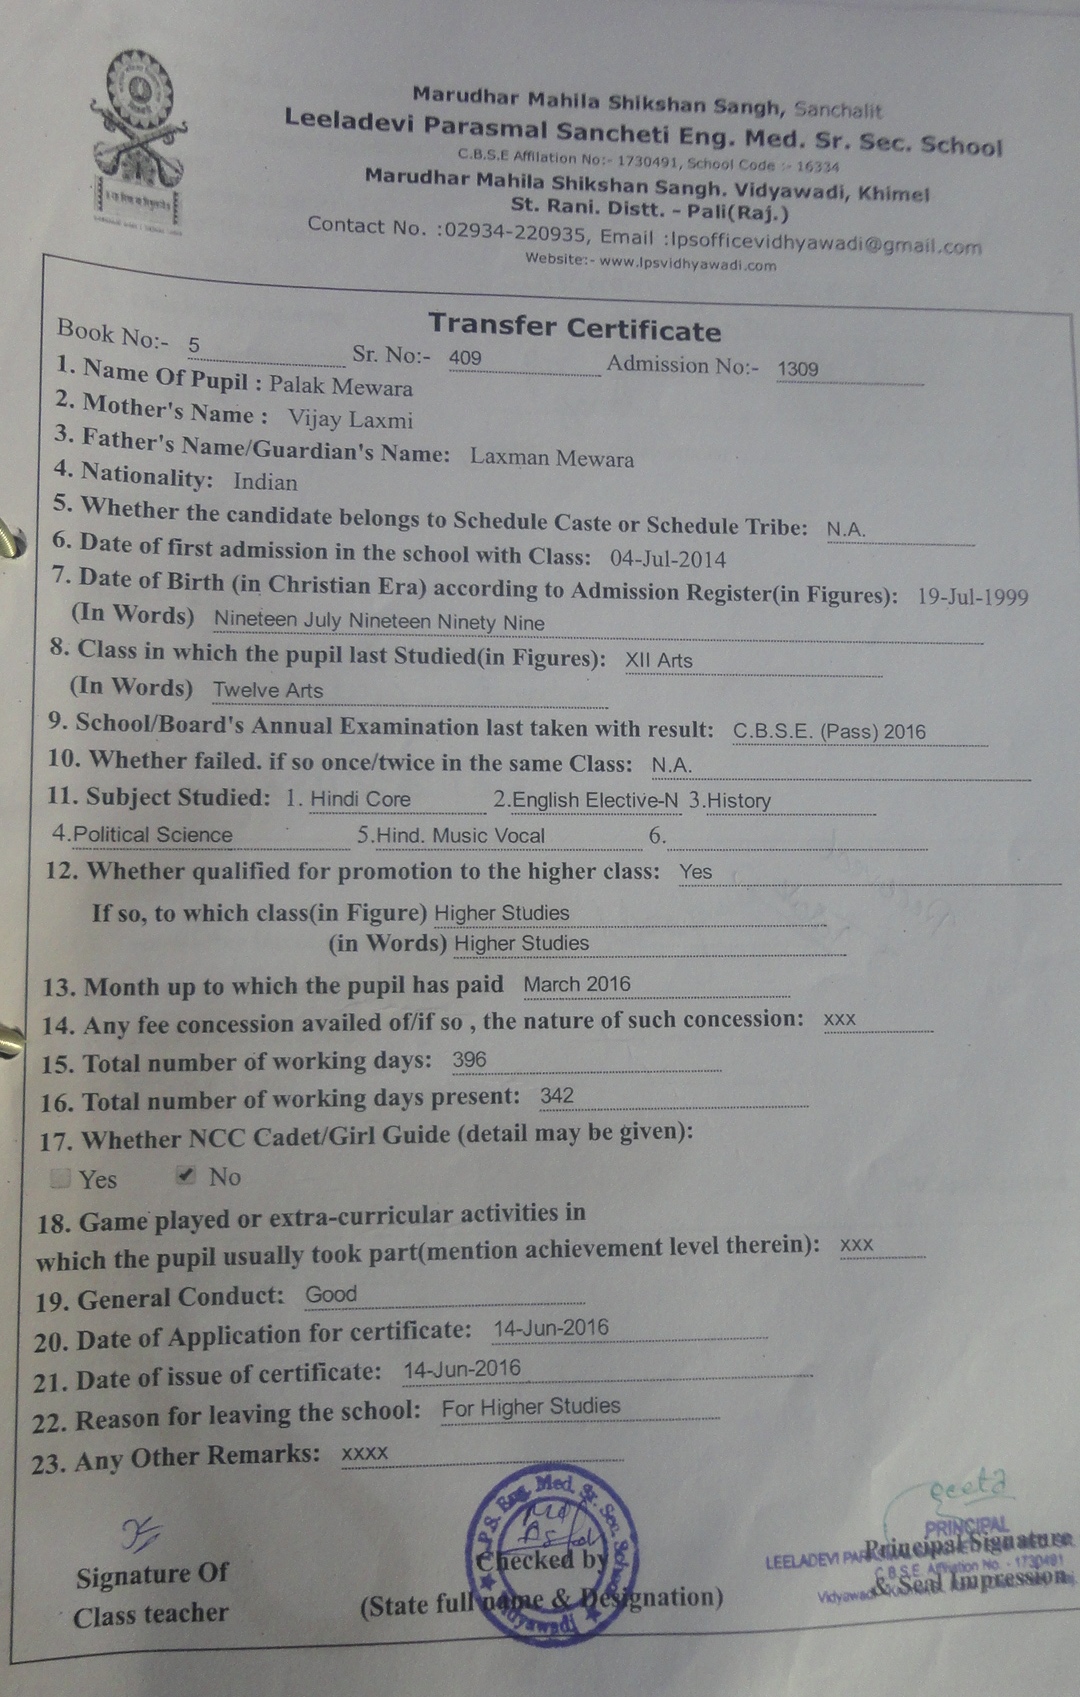 Marudhar Mahila Shikshan Sangh, Sanchalit
Leeladevi Parasmal Sancheti Eng. Med. Sr. Sec. School
C.B.S.E Affilation No:- 1730491, School Code :- 16334
Marudhar Mahila Shikshan Sangh. Vidyawadi, Khimel
St. Rani. Distt. - Pali(Raj.)
Contact No. :02934-220935, Email :lpsofficevidhyawadi@gmail.com
Website:- www.lpsvidhyawadi.com
Transfer Certificate
Book No:- 5 Sr. No:- 409 Admission No:- 1309
1. Name Of Pupil : Palak Mewara
2. Mother's Name : Vijay Laxmi
3. Father's Name/Guardian's Name: Laxman Mewara
4. Nationality: Indian
5. Whether the candidate belongs to Schedule Caste or Schedule Tribe: N.A.
6. Date of first admission in the school with Class: 04-Jul-2014
7. Date of Birth (in Christian Era) according to Admission Register(in Figures): 19-Jul-1999
(In Words) Nineteen July Nineteen Ninety Nine
8. Class in which the pupil last Studied(in Figures): XII Arts
(In Words) Twelve Arts
9. School/Board's Annual Examination last taken with result: C.B.S.E. (Pass) 2016
10. Whether failed. if so once/twice in the same Class: N.A.
11. Subject Studied: 1. Hindi Core 2.English Elective-N 3.History
4.Political Science 5.Hind. Music Vocal 6.
12. Whether qualified for promotion to the higher class: Yes
If so, to which class(in Figure) Higher Studies
(in Words) Higher Studies
13. Month up to which the pupil has paid March 2016
14. Any fee concession availed of/if so , the nature of such concession: xxx
15. Total number of working days: 396
16. Total number of working days present: 342
17. Whether NCC Cadet/Girl Guide (detail may be given):
Yes ✔ No
18. Game played or extra-curricular activities in
which the pupil usually took part(mention achievement level therein): xxx
19. General Conduct: Good
20. Date of Application for certificate: 14-Jun-2016
21. Date of issue of certificate: 14-Jun-2016
22. Reason for leaving the school: For Higher Studies
23. Any Other Remarks: xxxx
L.P.S. Eng. Med. Sr. Sec. School
Vidyawadi
Geeta
PRINCIPAL
C.B.S.E. Affiliation No. - 1730491
Signature Of
Class teacher
Checked by
(State full name & Designation)
Principal Signature
& Seal Impression